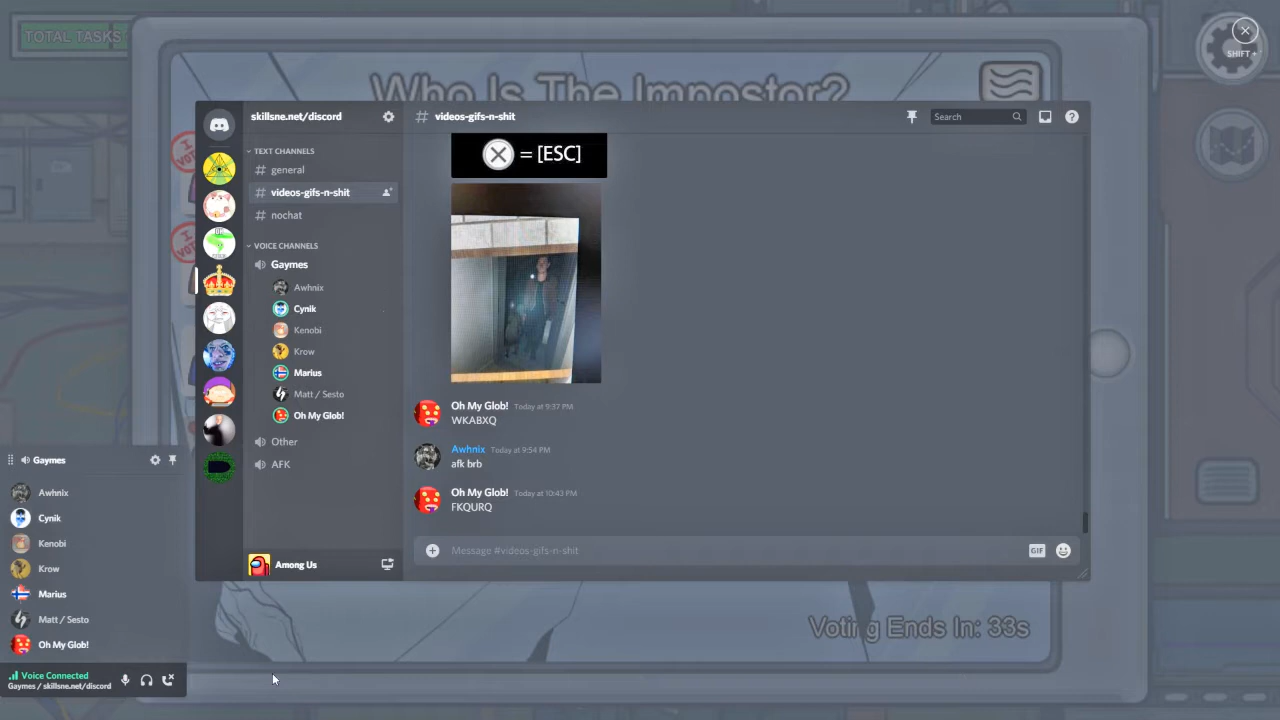 TOTAL TASKS
SHIFT+
Who Is The Impostor?
skillsne.net/discord
# videos-gifs-n-shit
Search
TEXT CHANNELS
# general
# videos-gifs-n-shit
# nochat
VOICE CHANNELS
Gaymes
Awhnix
Cynik
Kenobi
Krow
Marius
Matt / Sesto
Oh My Glob!
Other
AFK
Among Us
= [ESC]
Oh My Glob! Today at 9:37 PM
WKABXQ
Awhnix Today at 9:54 PM
afk brb
Oh My Glob! Today at 10:43 PM
FKQURQ
Message #videos-gifs-n-shit
GIF
Voting Ends In: 33s
Gaymes
Awhnix
Cynik
Kenobi
Krow
Marius
Matt / Sesto
Oh My Glob!
Voice Connected
Gaymes / skillsne.net/discord